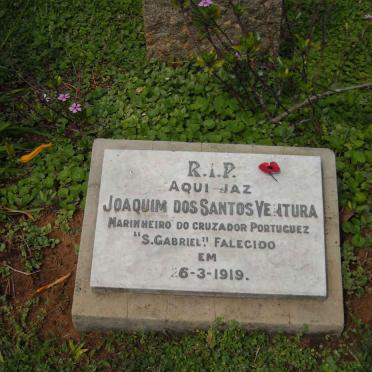 R.I.P.
AQUI JAZ
JOAQUIM DOS SANTOS VENTURA
MARINHEIRO DO CRUZADOR PORTUGUEZ
"S. GABRIEL" FALECIDO
EM
26-3-1919.